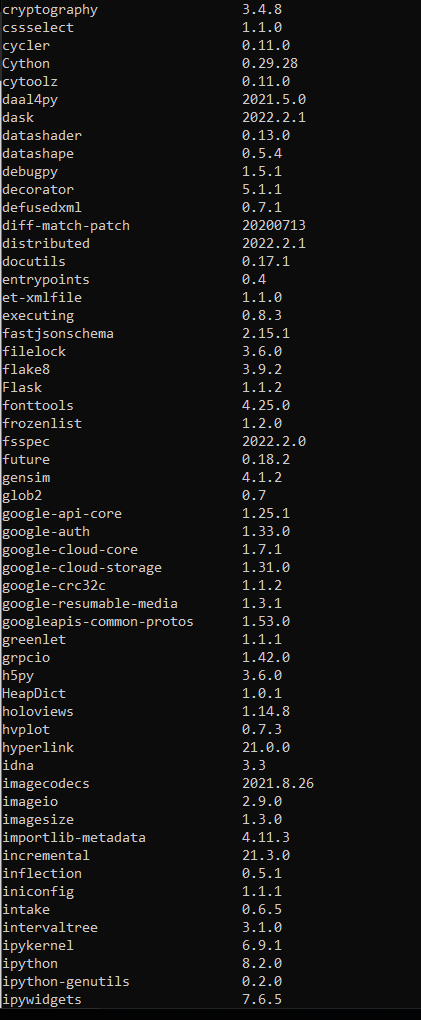 cryptography 3.4.8
cssselect 1.1.0
cycler 0.11.0
Cython 0.29.28
cytoolz 0.11.0
daal4py 2021.5.0
dask 2022.2.1
datashader 0.13.0
datashape 0.5.4
debugpy 1.5.1
decorator 5.1.1
defusedxml 0.7.1
diff-match-patch 20200713
distributed 2022.2.1
docutils 0.17.1
entrypoints 0.4
et-xmlfile 1.1.0
executing 0.8.3
fastjsonschema 2.15.1
filelock 3.6.0
flake8 3.9.2
Flask 1.1.2
fonttools 4.25.0
frozenlist 1.2.0
fsspec 2022.2.0
future 0.18.2
gensim 4.1.2
glob2 0.7
google-api-core 1.25.1
google-auth 1.33.0
google-cloud-core 1.7.1
google-cloud-storage 1.31.0
google-crc32c 1.1.2
google-resumable-media 1.3.1
googleapis-common-protos 1.53.0
greenlet 1.1.1
grpcio 1.42.0
h5py 3.6.0
HeapDict 1.0.1
holoviews 1.14.8
hvplot 0.7.3
hyperlink 21.0.0
idna 3.3
imagecodecs 2021.8.26
imageio 2.9.0
imagesize 1.3.0
importlib-metadata 4.11.3
incremental 21.3.0
inflection 0.5.1
iniconfig 1.1.1
intake 0.6.5
intervaltree 3.1.0
ipykernel 6.9.1
ipython 8.2.0
ipython-genutils 0.2.0
ipywidgets 7.6.5